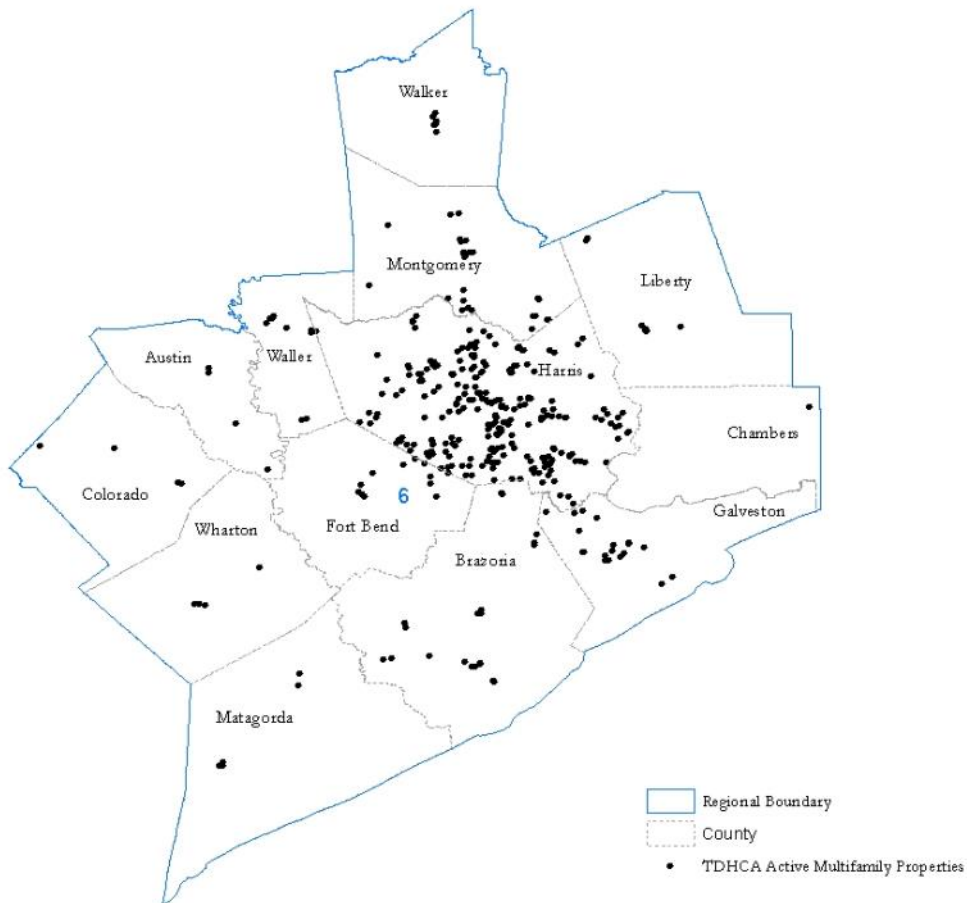 Walker
Montgomery
Liberty
Austin
Waller
Harris
Chambers
Colorado
6
Galveston
Fort Bend
Wharton
Brazoria
Matagorda
Regional Boundary
County
TDHCA Active Multifamily Properties